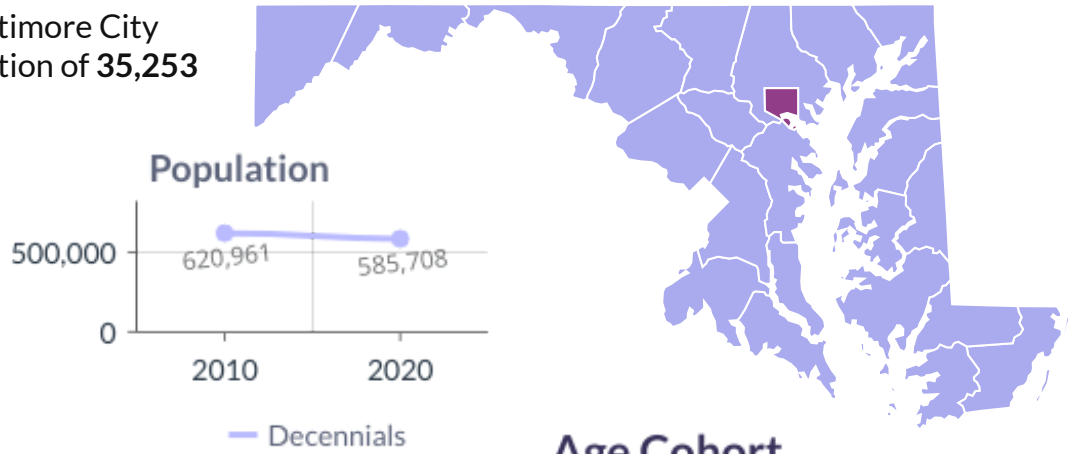 timore City
tion of 35,253
Population
500,000
620,961
585,708
0
2010
2020
Decennials
Age Cohort